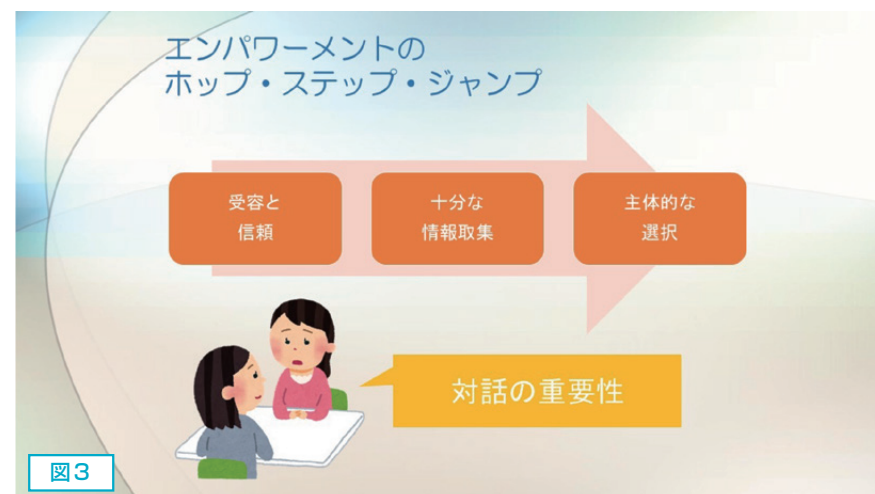 エンパワーメントの
ホップ・ステップ・ジャンプ
受容と
信頼
十分な
情報取集
主体的な
選択
対話の重要性
図3